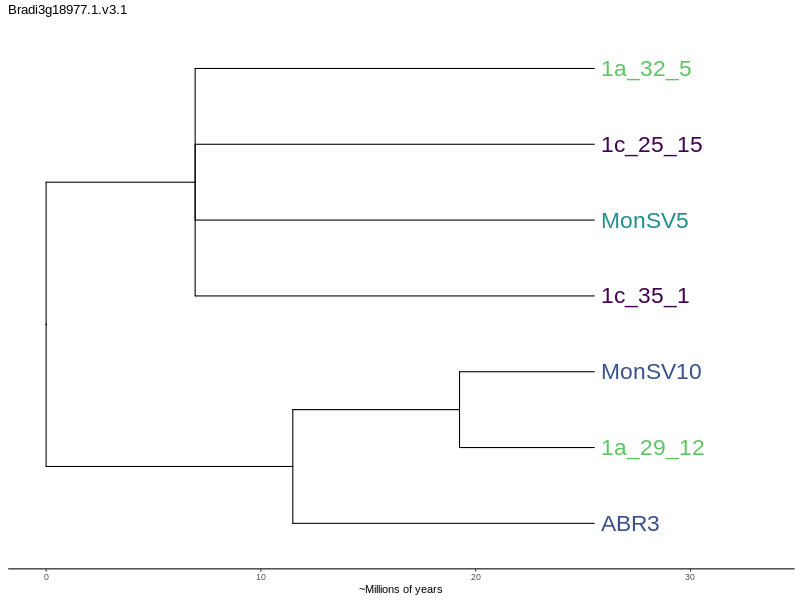 Bradi3g18977.1.v3.1
1a_32_5
1c_25_15
MonSV5
1c_35_1
MonSV10
1a_29_12
ABR3
0 10 20 30
~Millions of years